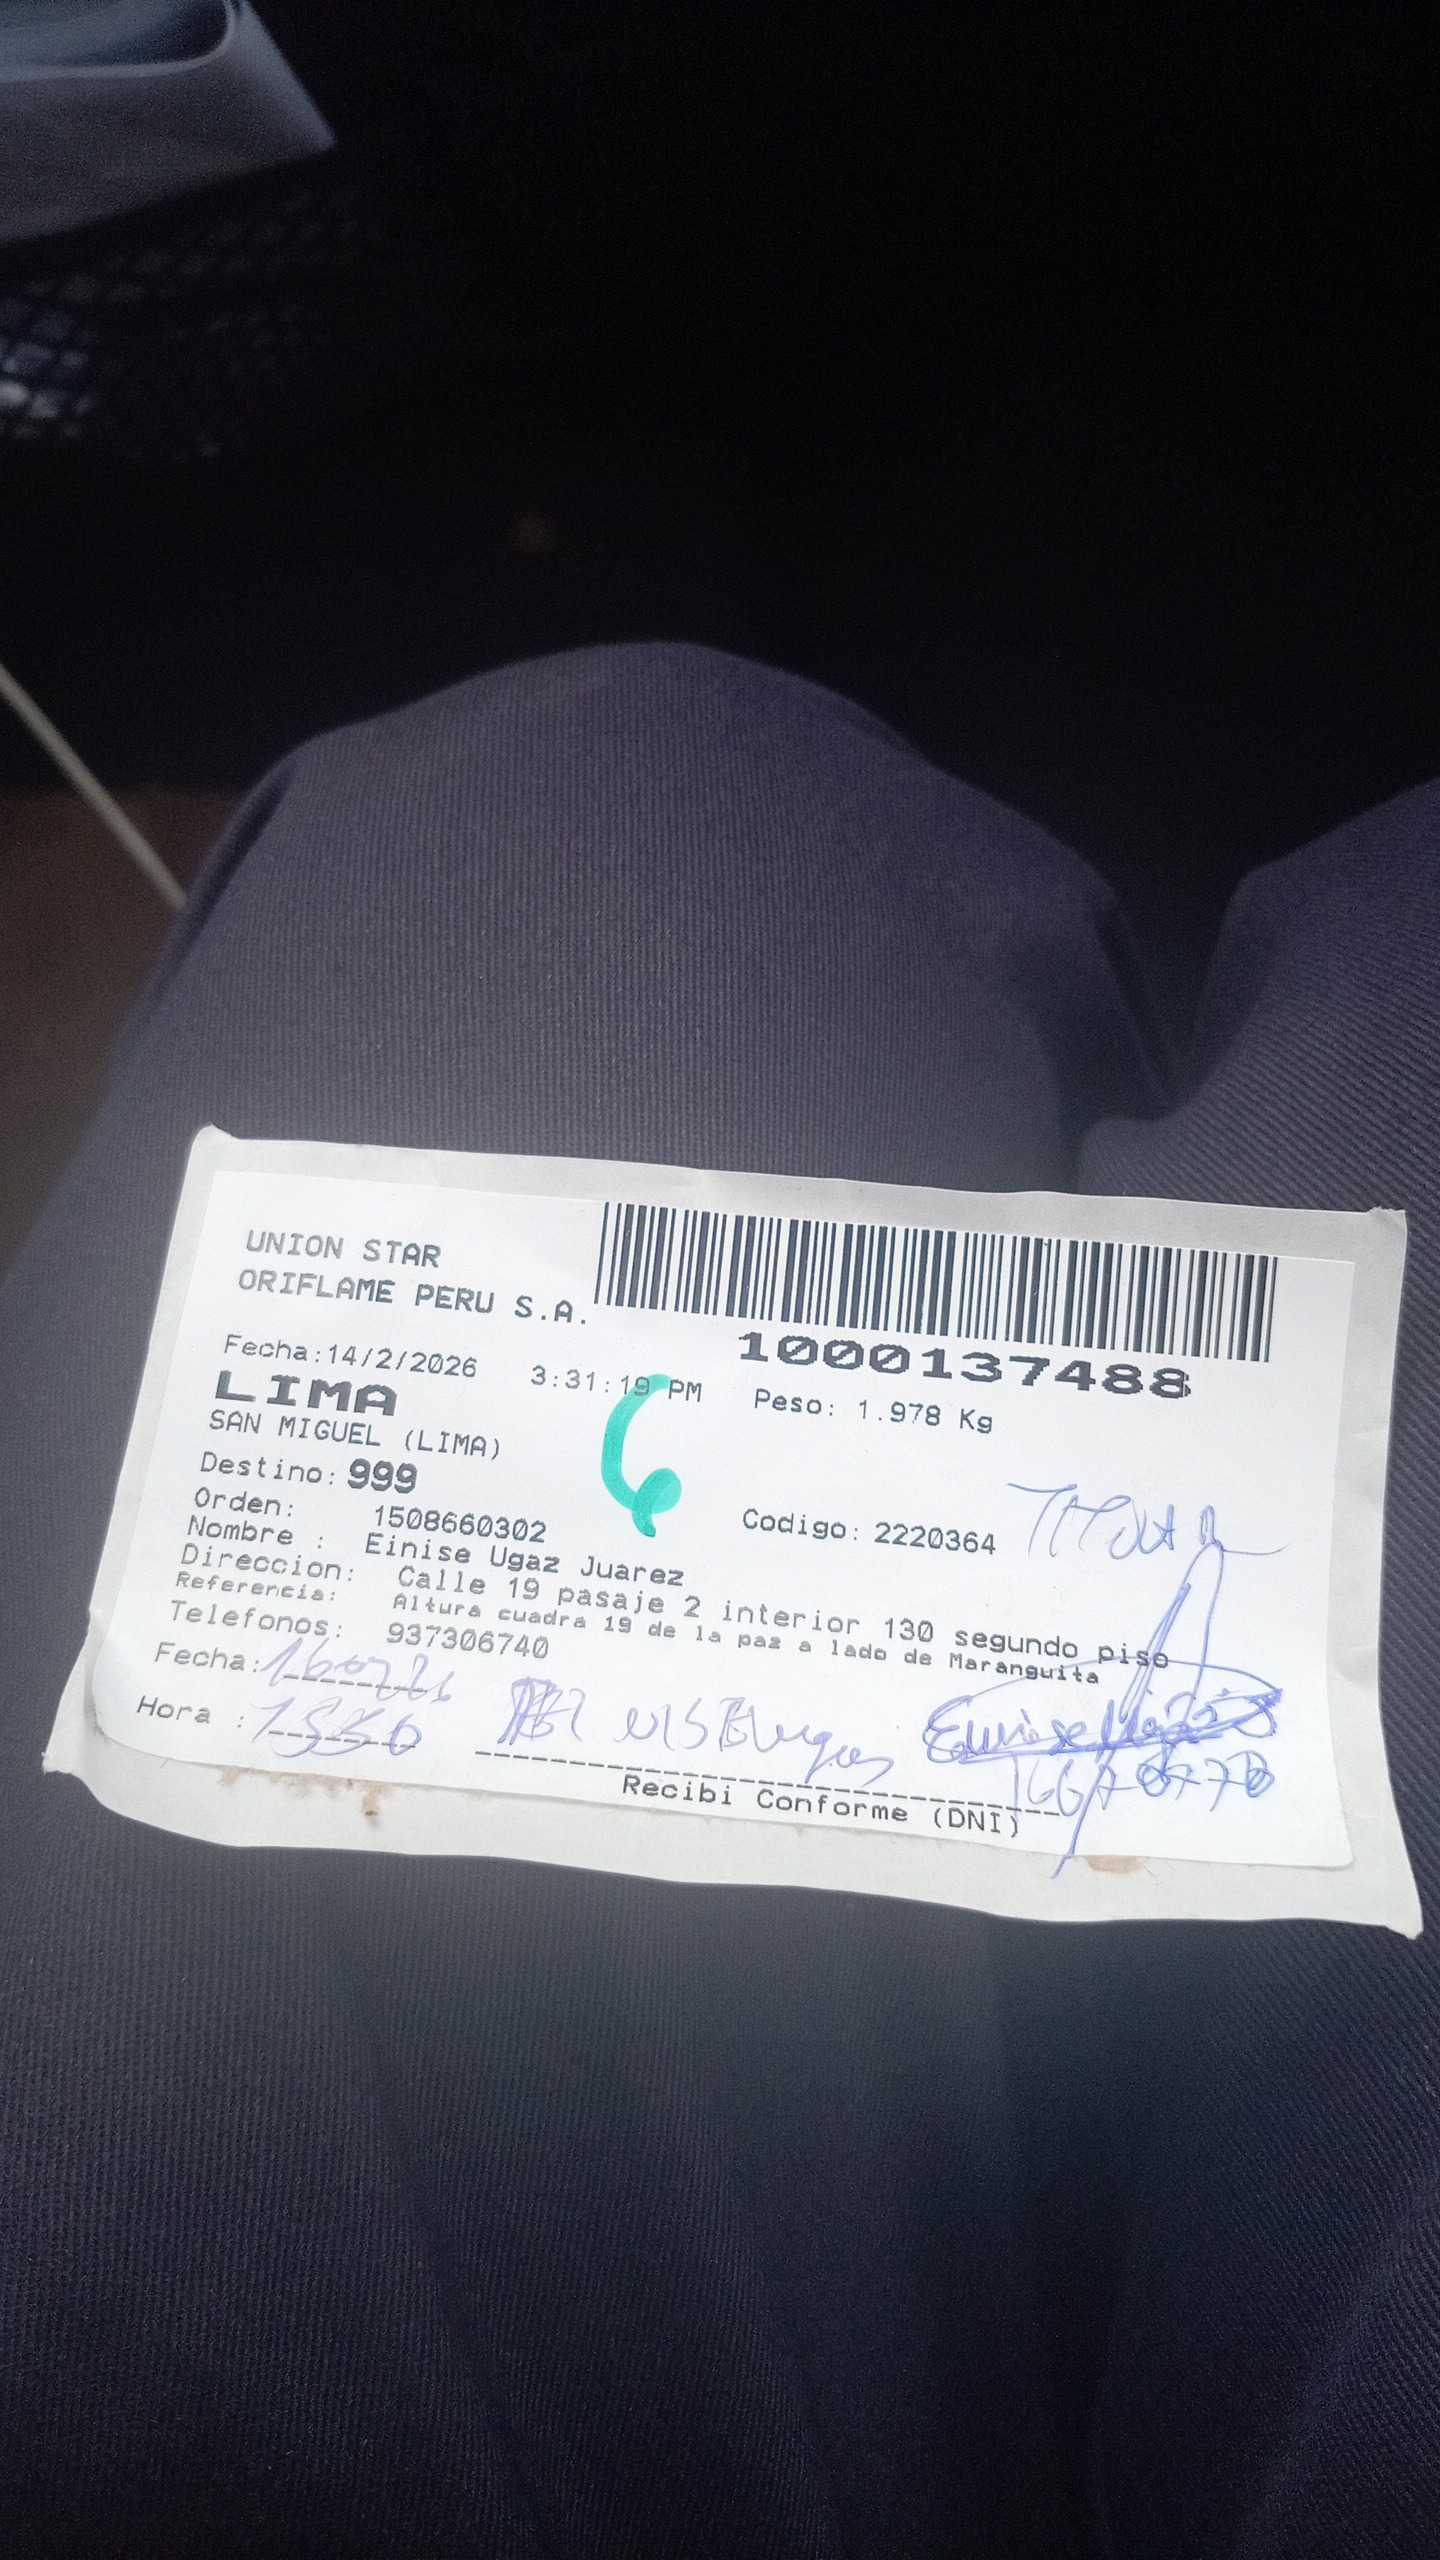 UNION STAR
ORIFLAME PERU S.A.
1000137488
Fecha:14/2/2026 3:31:19 PM Peso: 1.978 Kg
LIMA
SAN MIGUEL (LIMA)
6
Destino: 999
Orden: 1508660302 Codigo: 2220364 TITULAR
Nombre : Einise Ugaz Juarez
Direccion: Calle 19 pasaje 2 interior 130 segundo piso
Referencia: Altura cuadra 19 de la paz a lado de Maranguita
Telefonos: 937306740
Fecha:
Hora :
Recibi Conforme (DNI)